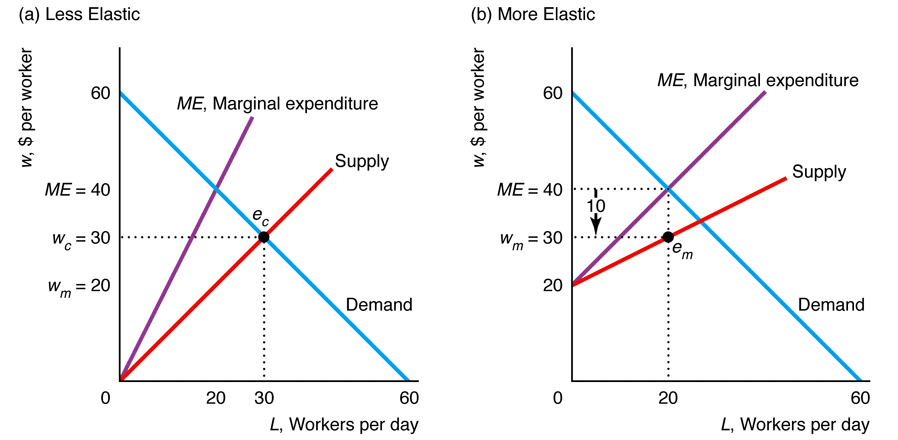 (a) Less Elastic
w, $ per worker
60
ME, Marginal expenditure
Supply
ME = 40
e_c
w_c = 30
w_m = 20
Demand
0
20
30
60
L, Workers per day
(b) More Elastic
w, $ per worker
60
ME, Marginal expenditure
Supply
ME = 40
10
w_m = 30
e_m
20
Demand
0
20
60
L, Workers per day